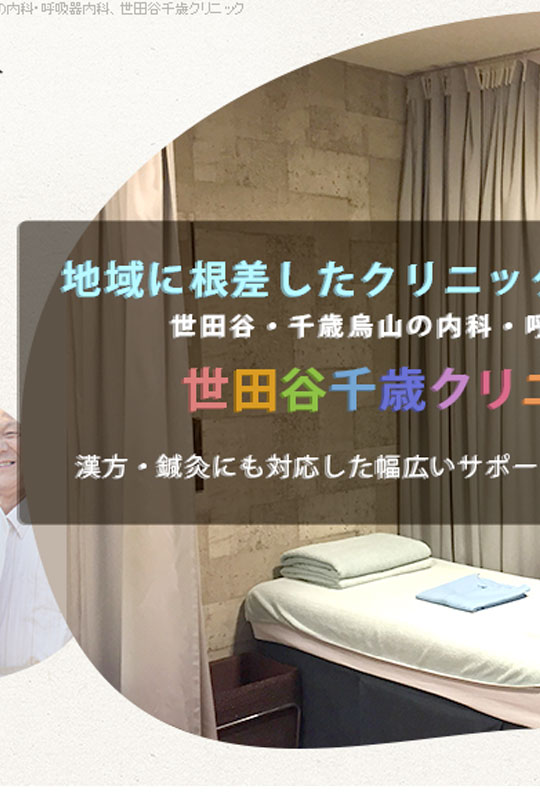 の内科・呼吸器内科、世田谷千歳クリニック
地域に根差したクリニック
世田谷・千歳烏山の内科・呼
世田谷千歳クリニ
漢方・鍼灸にも対応した幅広いサポー